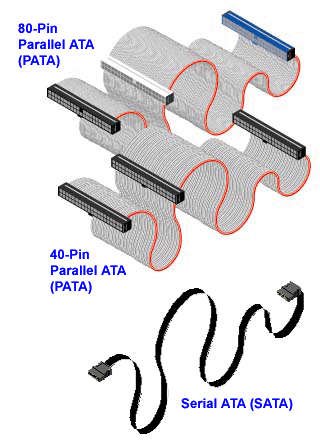 80-Pin
Parallel ATA
(PATA)
40-Pin
Parallel ATA
(PATA)
Serial ATA (SATA)